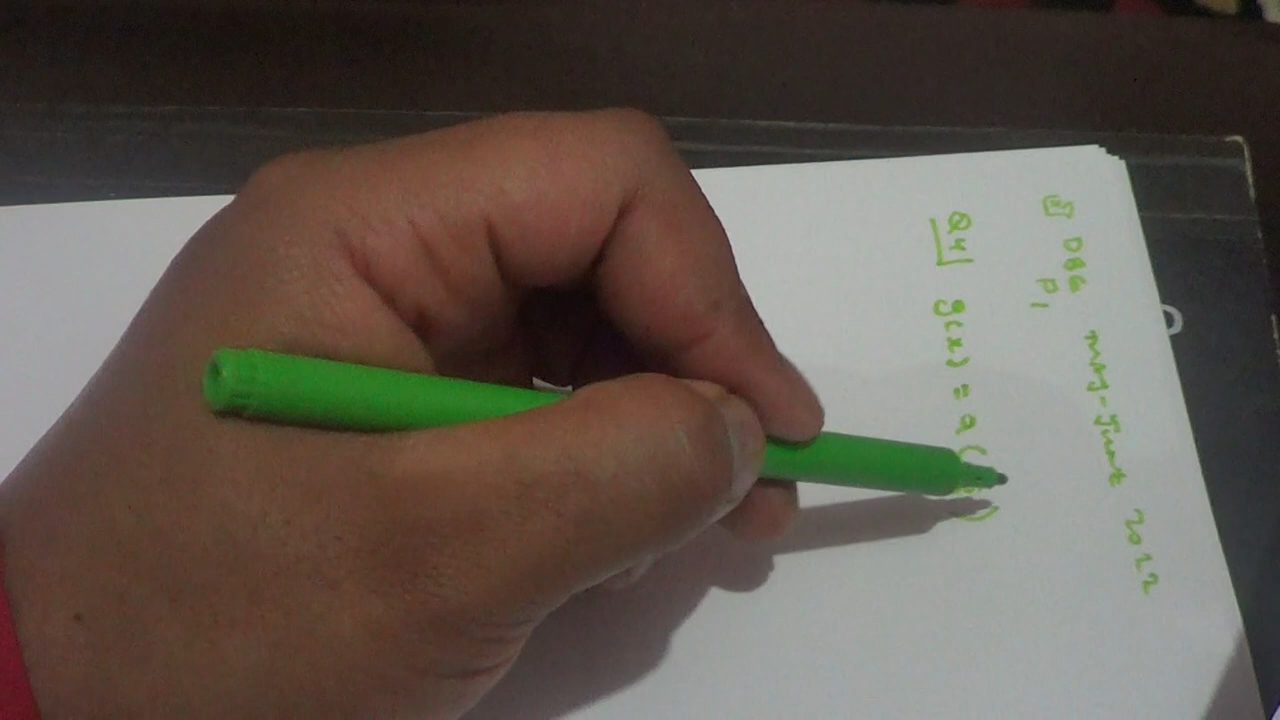 DBE may-June 2022
P1
Q4] g(x) = a( )